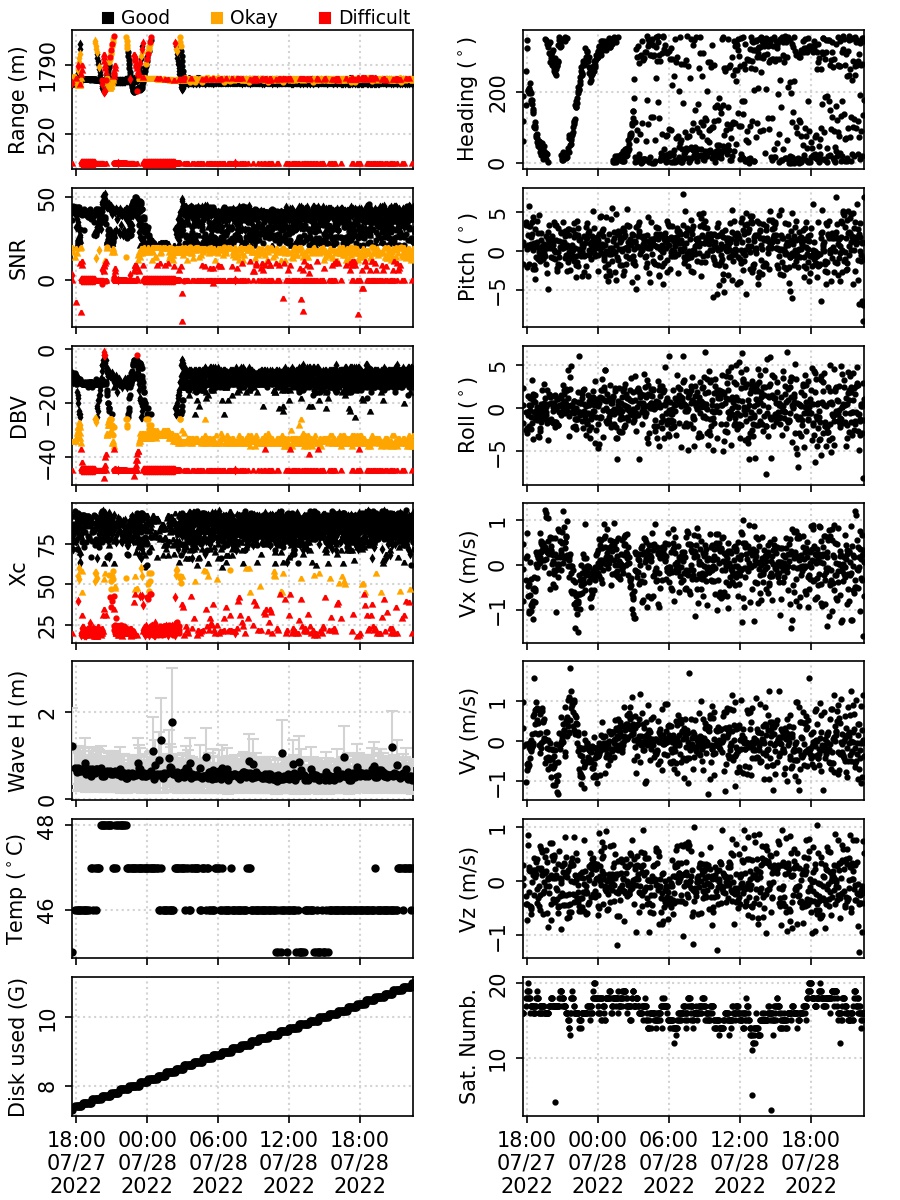 Good Okay Difficult
Range (m)
1790
520
Heading (°)
200
0
SNR
50
0
Pitch (°)
5
0
−5
DBV
0
−20
−40
Roll (°)
5
0
−5
Xc
75
50
25
Vx (m/s)
1
0
1
Wave H (m)
2
0
Vy (m/s)
1
0
−1
Temp (°C)
48
46
Vz (m/s)
1
0
−1
Disk used (G)
10
8
Sat. Numb.
20
10
18:00 00:00 06:00 12:00 18:00
07/27 07/28 07/28 07/28 07/28
2022 2022 2022 2022 2022
18:00 00:00 06:00 12:00 18:00
07/27 07/28 07/28 07/28 07/28
2022 2022 2022 2022 2022